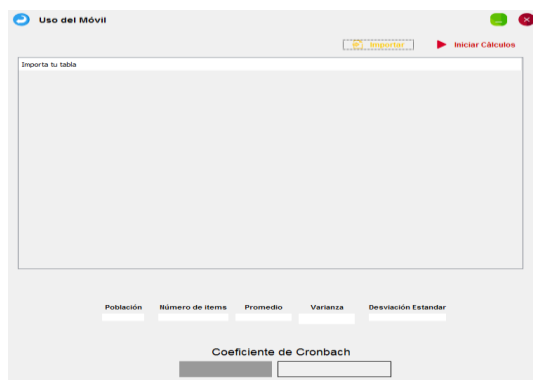 Uso del Móvil
Importar
Iniciar Cálculos
Importa tu tabla
Población Número de items Promedio Varianza Desviación Estandar
Coeficiente de Cronbach